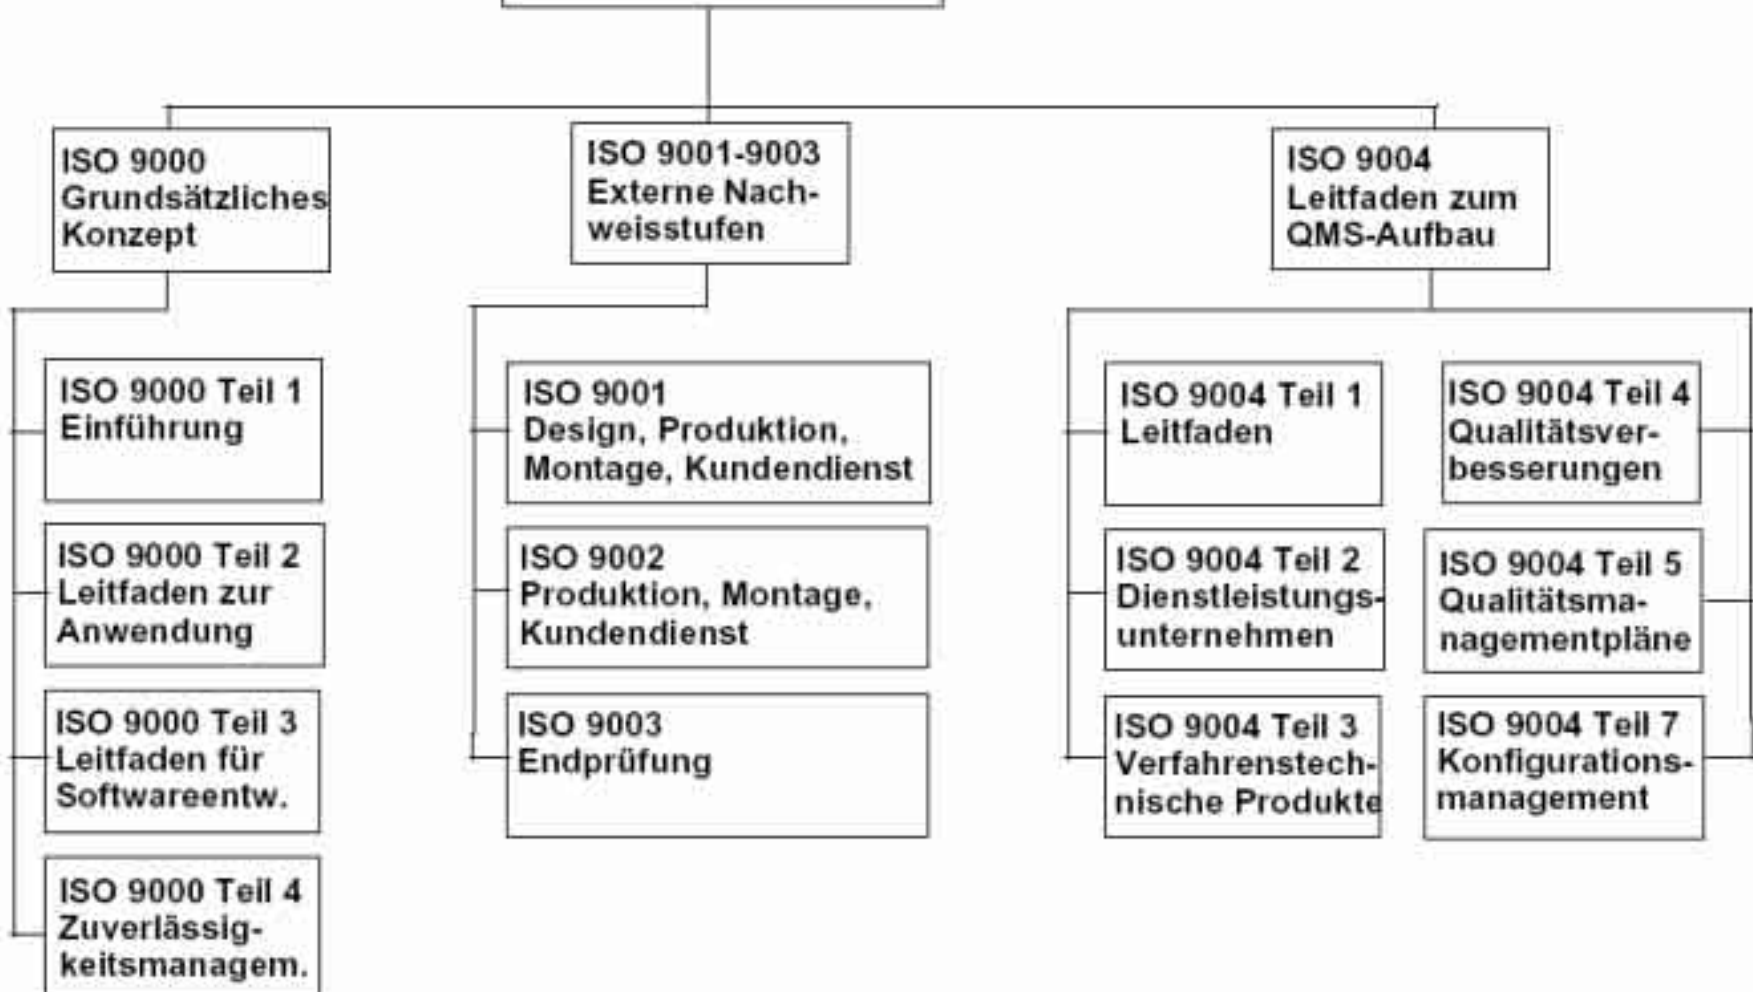 ISO 9000
Grundsätzliches
Konzept
ISO 9001-9003
Externe Nach-
weisstufen
ISO 9004
Leitfaden zum
QMS-Aufbau
ISO 9000 Teil 1
Einführung
ISO 9000 Teil 2
Leitfaden zur
Anwendung
ISO 9000 Teil 3
Leitfaden für
Softwareentw.
ISO 9000 Teil 4
Zuverlässig-
keitsmanagem.
ISO 9001
Design, Produktion,
Montage, Kundendienst
ISO 9002
Produktion, Montage,
Kundendienst
ISO 9003
Endprüfung
ISO 9004 Teil 1
Leitfaden
ISO 9004 Teil 2
Dienstleistungs-
unternehmen
ISO 9004 Teil 3
Verfahrenstech-
nische Produkte
ISO 9004 Teil 4
Qualitätsver-
besserungen
ISO 9004 Teil 5
Qualitätsma-
nagementpläne
ISO 9004 Teil 7
Konfigurations-
management